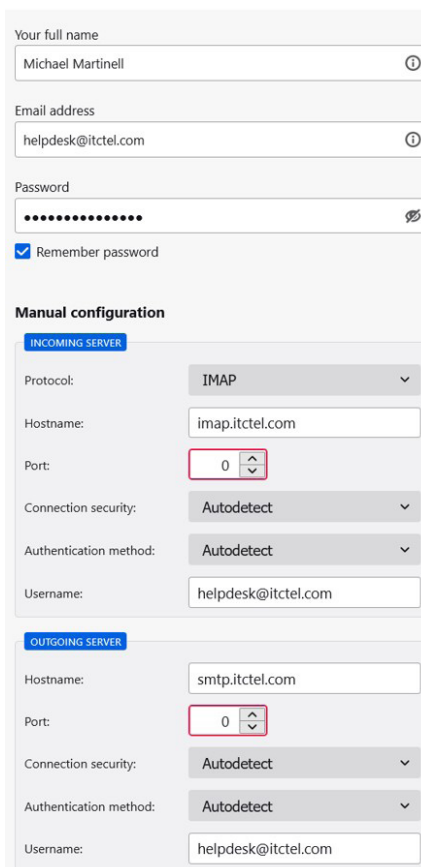 Your full name
Michael Martinell
Email address
helpdesk@itctel.com
Password
•••••••••••••••
Remember password
Manual configuration
INCOMING SERVER
Protocol: IMAP
Hostname: imap.itctel.com
Port: 0
Connection security: Autodetect
Authentication method: Autodetect
Username: helpdesk@itctel.com
OUTGOING SERVER
Hostname: smtp.itctel.com
Port: 0
Connection security: Autodetect
Authentication method: Autodetect
Username: helpdesk@itctel.com